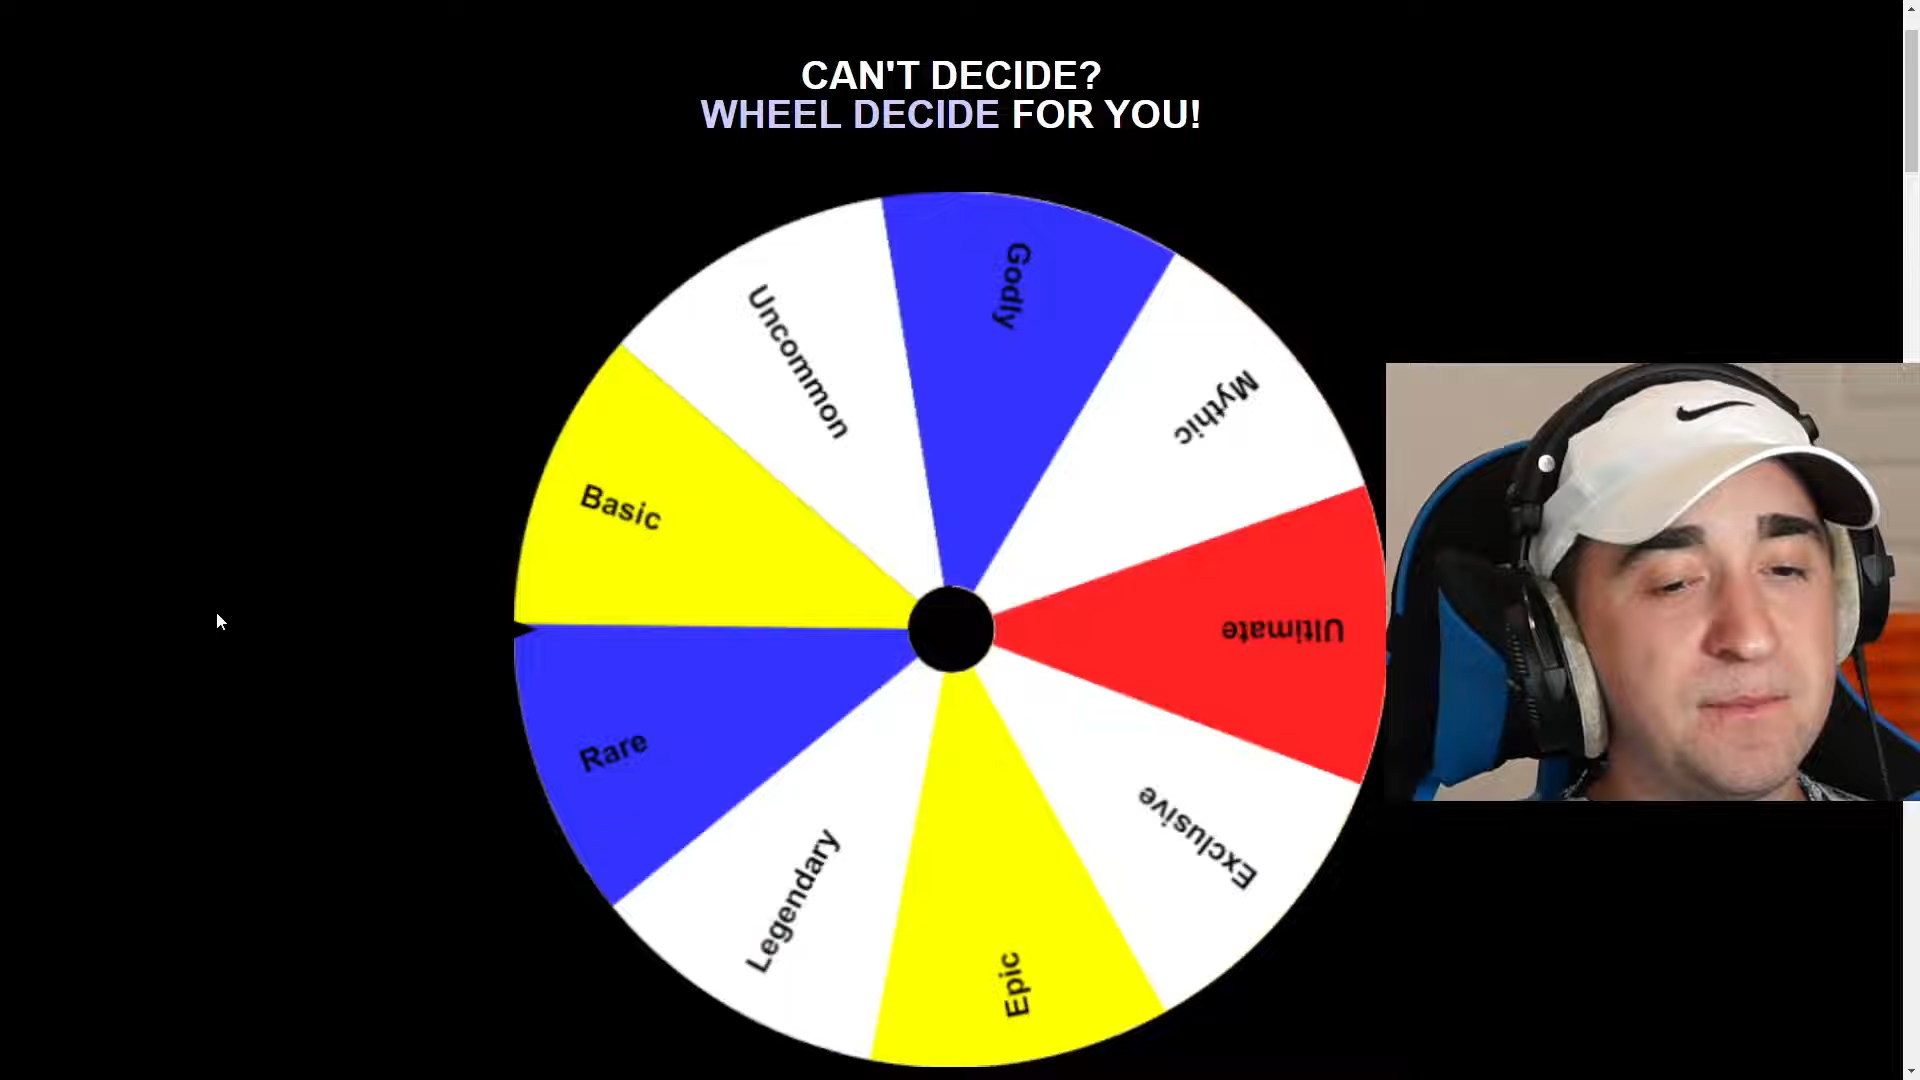 CAN'T DECIDE?
WHEEL DECIDE FOR YOU!
Godly
Uncommon
Mythic
Basic
Ultimate
Rare
Exclusive
Legendary
Epic